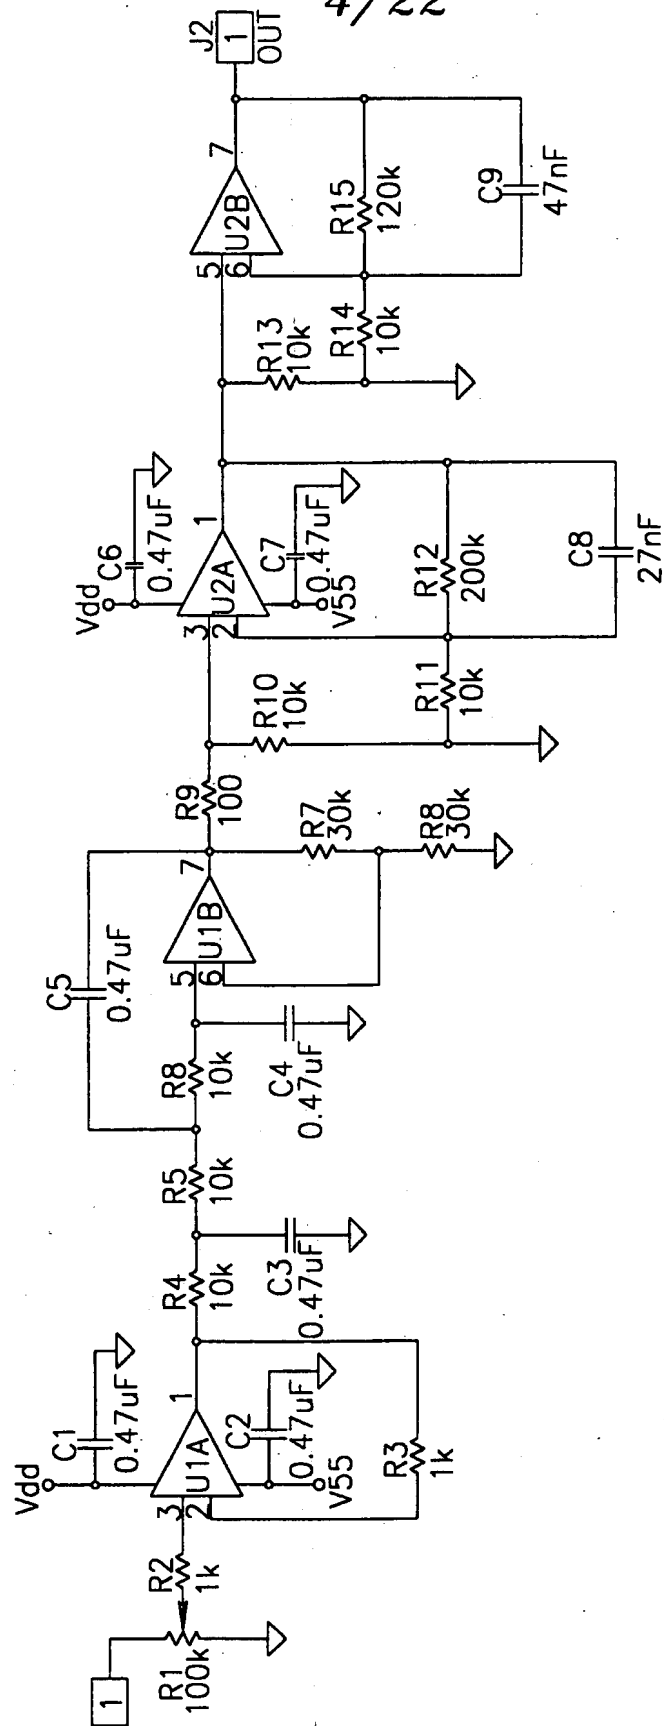 4/22
1
R1
100k
R2
1k
3
2
U1A
1
Vdd
C1
0.47uF
C2
0.47uF
V55
R3
1k
R4
10k
C3
0.47uF
R5
10k
R8
10k
C4
0.47uF
C5
0.47uF
5
6
U1B
7
R7
30k
R8
30k
R9
100
R10
10k
R11
10k
3
2
U2A
1
Vdd
C6
0.47uF
C7
0.47uF
V55
R12
200k
C8
27nF
R13
10k
R14
10k
5
6
U2B
7
R15
120k
C9
47nF
J2
1
OUT